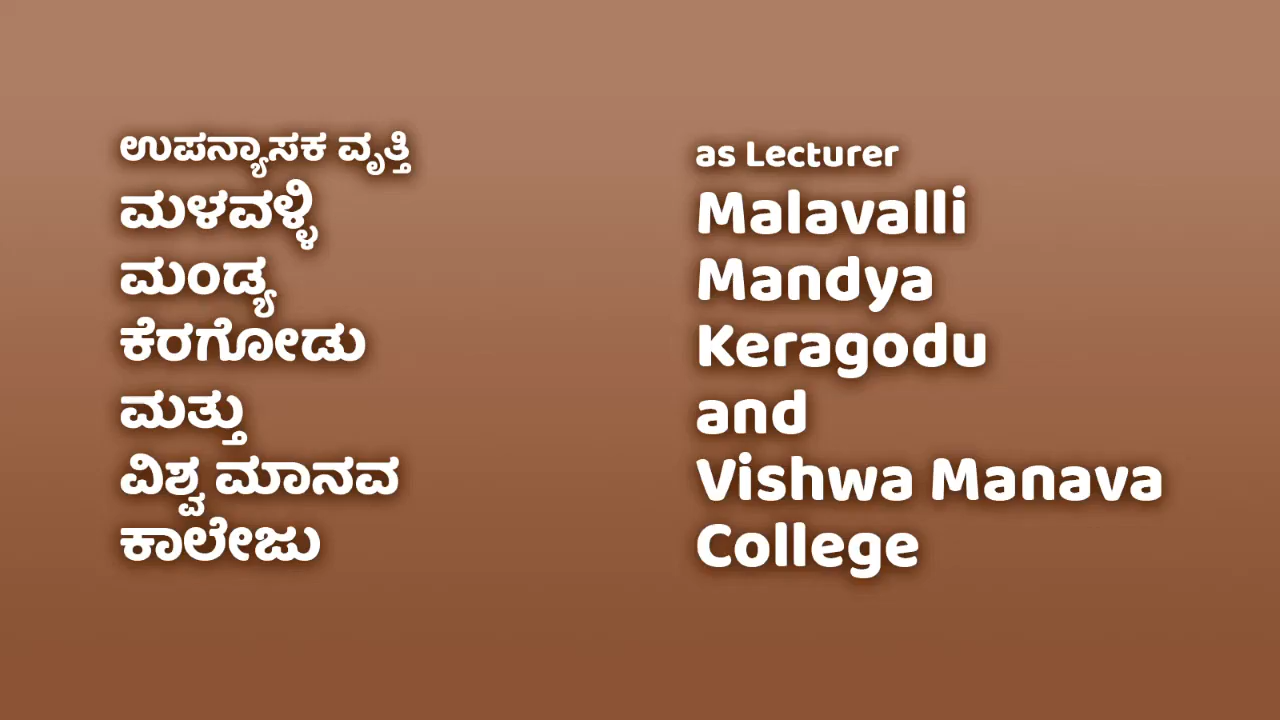 ಉಪನ್ಯಾಸಕ ವೃತ್ತಿ
ಮಳವಳ್ಳಿ
ಮಂಡ್ಯ
ಕೆರಗೋಡು
ಮತ್ತು
ವಿಶ್ವ ಮಾನವ
ಕಾಲೇಜು
as Lecturer
Malavalli
Mandya
Keragodu
and
Vishwa Manava
College